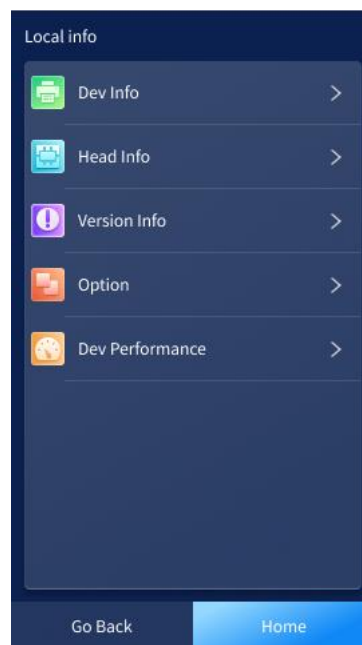 Local info
Dev Info
Head Info
Version Info
Option
Dev Performance
Go Back
Home